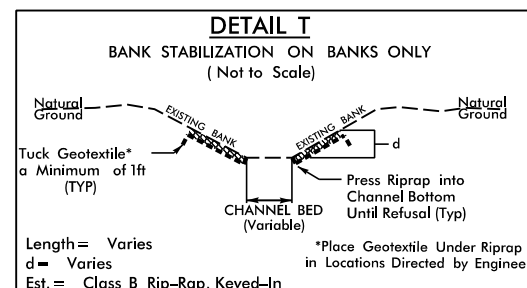 DETAIL T
BANK STABILIZATION ON BANKS ONLY
( Not to Scale)
Natural
Ground
EXISTING BANK
EXISTING BANK
Natural
Ground
d
Tuck Geotextile*
a Minimum of 1ft
(TYP)
Press Riprap into
Channel Bottom
Until Refusal (Typ)
CHANNEL BED
(Variable)
Length = Varies
d = Varies
Est. = Class B Rip-Rap, Keyed-In
*Place Geotextile Under Riprap
in Locations Directed by Enginee